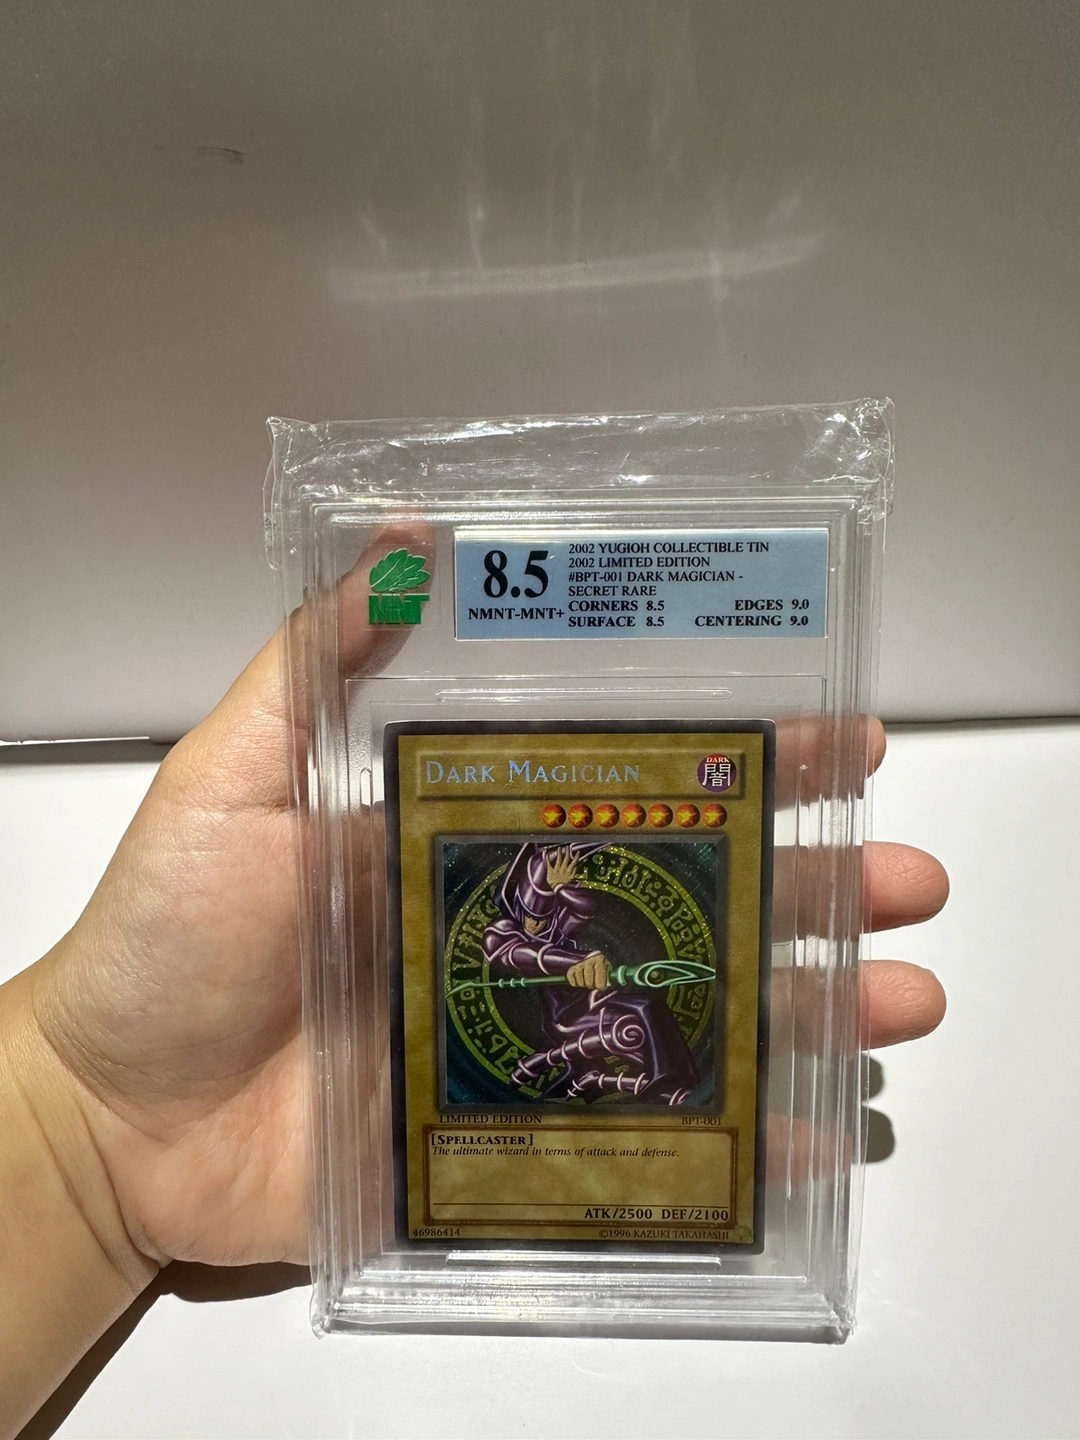 MNT
8.5
NMNT-MNT+
2002 YUGIOH COLLECTIBLE TIN
2002 LIMITED EDITION
#BPT-001 DARK MAGICIAN -
SECRET RARE
CORNERS 8.5 EDGES 9.0
SURFACE 8.5 CENTERING 9.0
DARK MAGICIAN
DARK
闇
LIMITED EDITION BPT-001
[SPELLCASTER]
The ultimate wizard in terms of attack and defense.
ATK/2500 DEF/2100
46986414 ©1996 KAZUKI TAKAHASHI